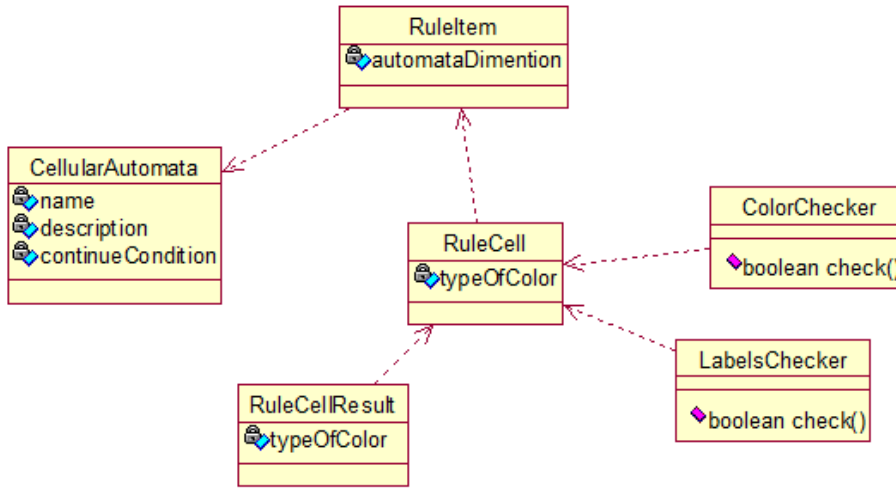 RuleItem
automataDimention
CellularAutomata
name
description
continueCondition
RuleCell
typeOfColor
ColorChecker
boolean check()
LabelsChecker
boolean check()
RuleCellResult
typeOfColor